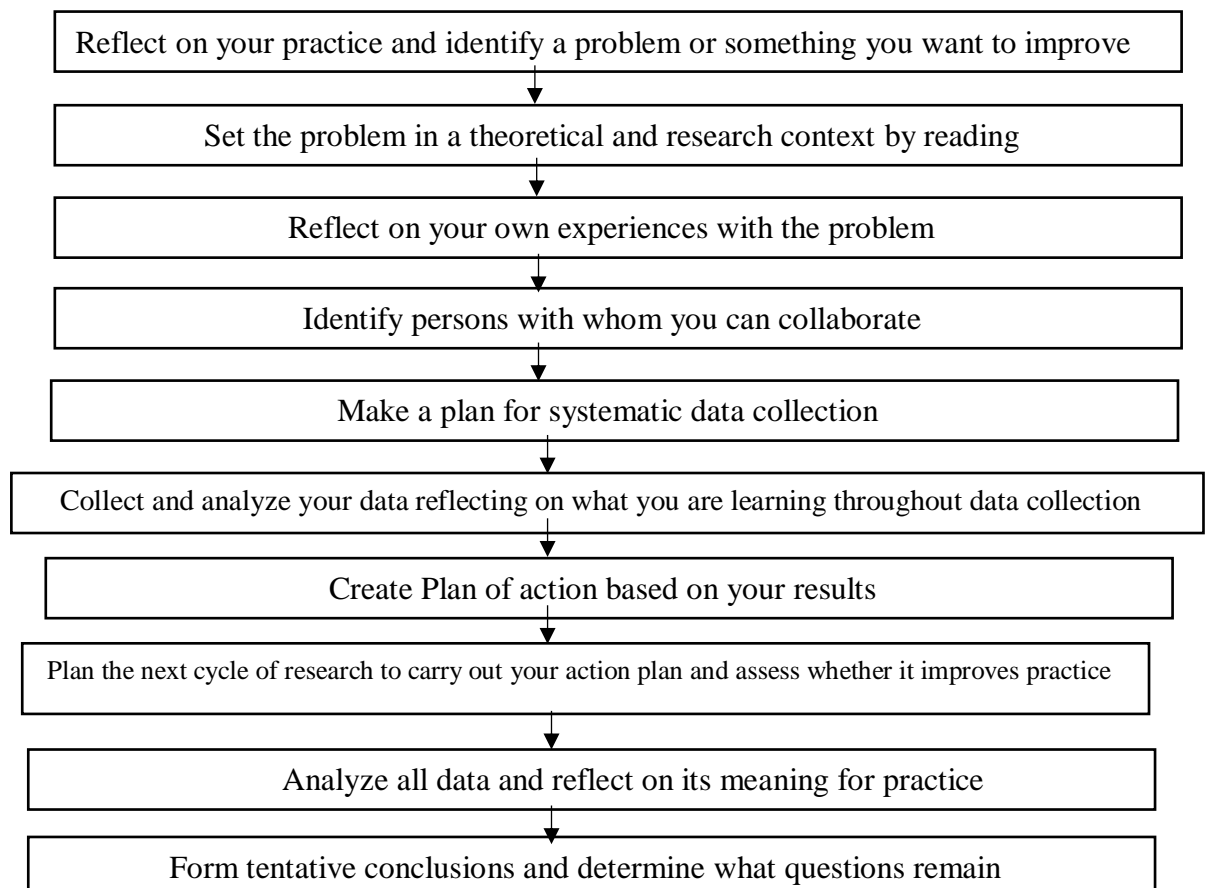 Reflect on your practice and identify a problem or something you want to improve
Set the problem in a theoretical and research context by reading
Reflect on your own experiences with the problem
Identify persons with whom you can collaborate
Make a plan for systematic data collection
Collect and analyze your data reflecting on what you are learning throughout data collection
Create Plan of action based on your results
Plan the next cycle of research to carry out your action plan and assess whether it improves practice
Analyze all data and reflect on its meaning for practice
Form tentative conclusions and determine what questions remain